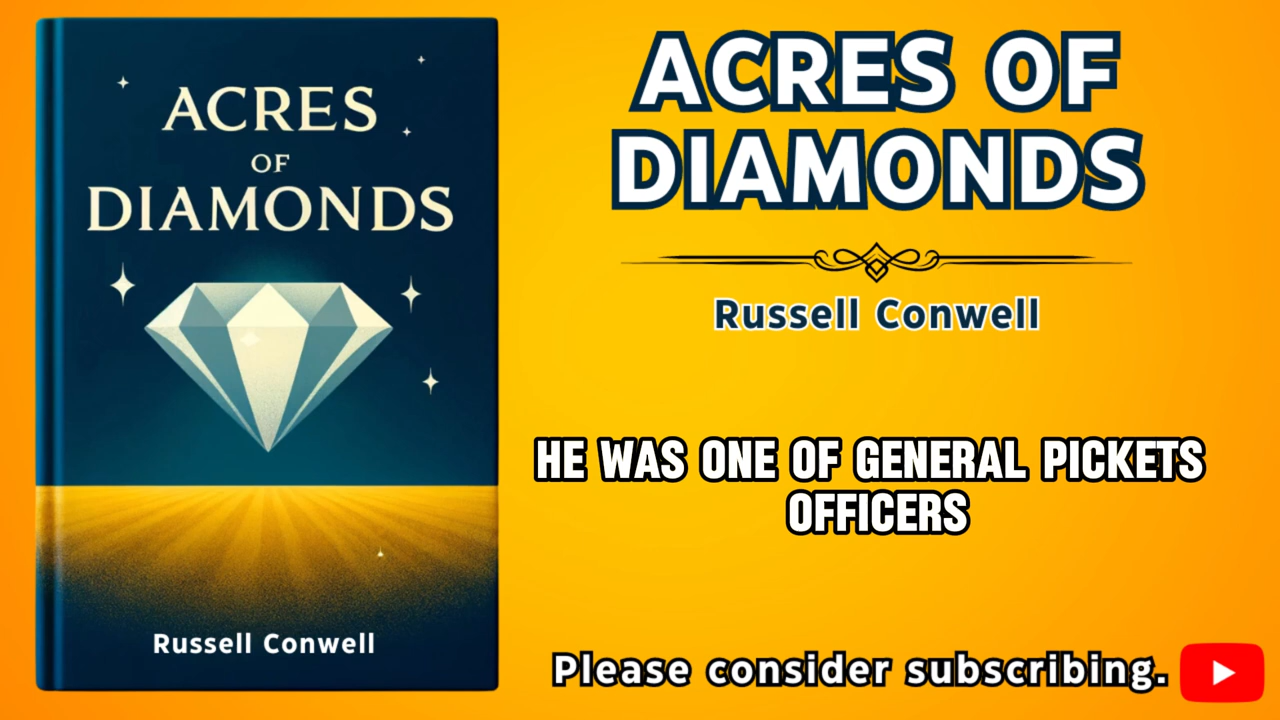 ACRES
OF
DIAMONDS
Russell Conwell
ACRES OF
DIAMONDS
Russell Conwell
HE WAS ONE OF GENERAL PICKETS
OFFICERS
Please consider subscribing.